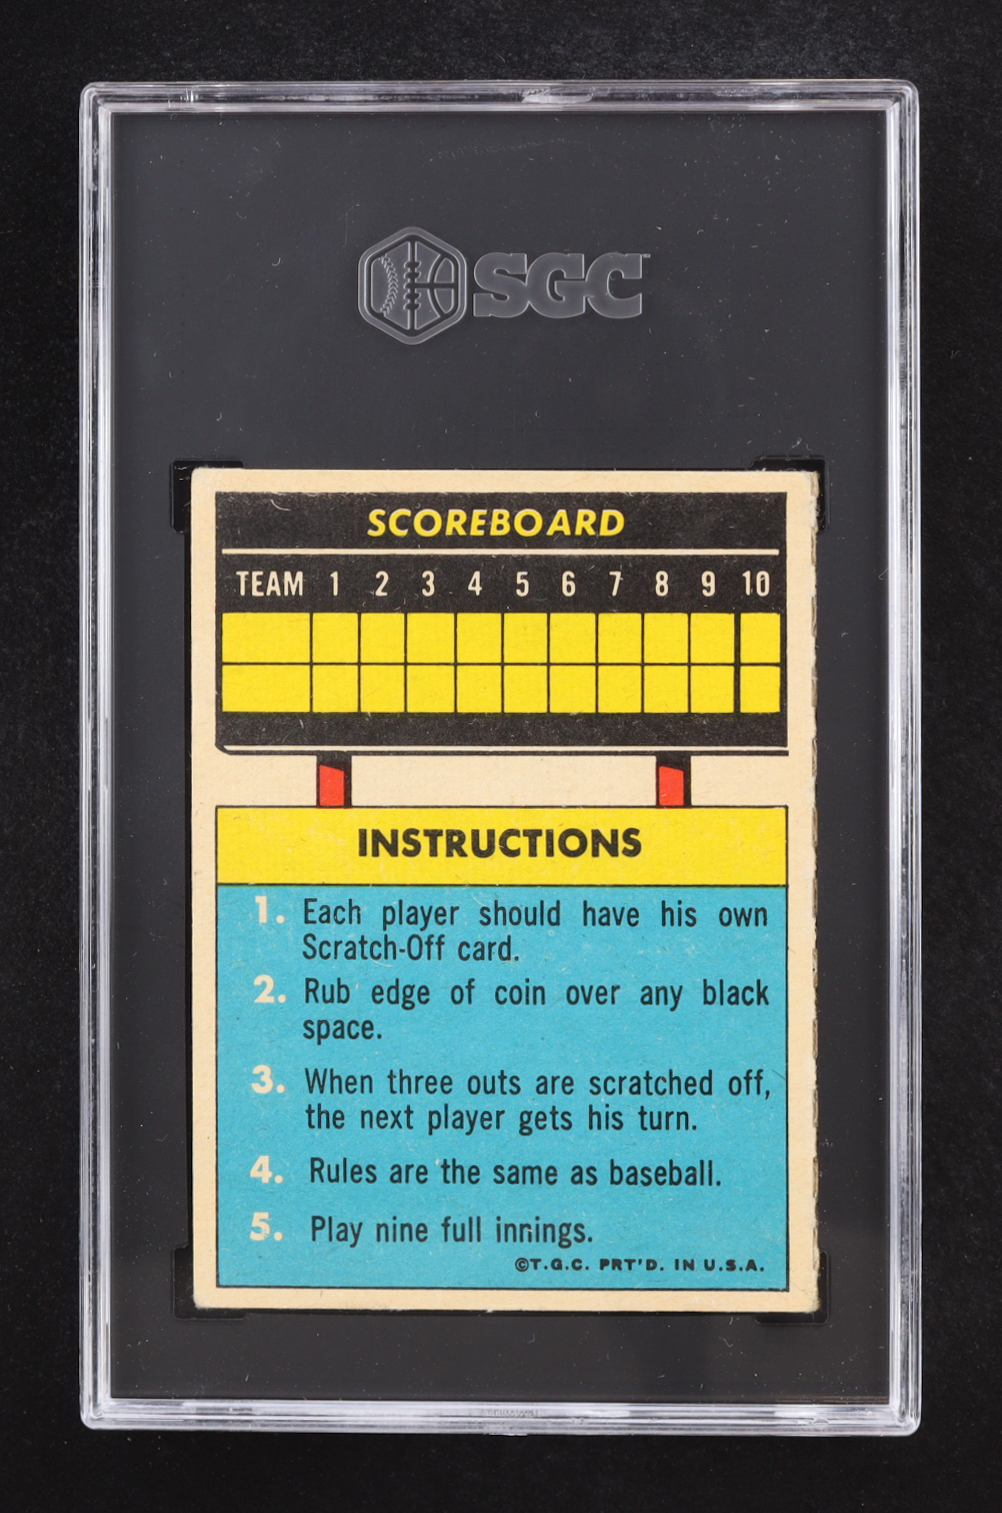 SGC
SCOREBOARD
TEAM 1 2 3 4 5 6 7 8 9 10
INSTRUCTIONS
1. Each player should have his own
Scratch-Off card.
2. Rub edge of coin over any black
space.
3. When three outs are scratched off,
the next player gets his turn.
4. Rules are the same as baseball.
5. Play nine full innings.
©T.G.C. PRT'D. IN U.S.A.